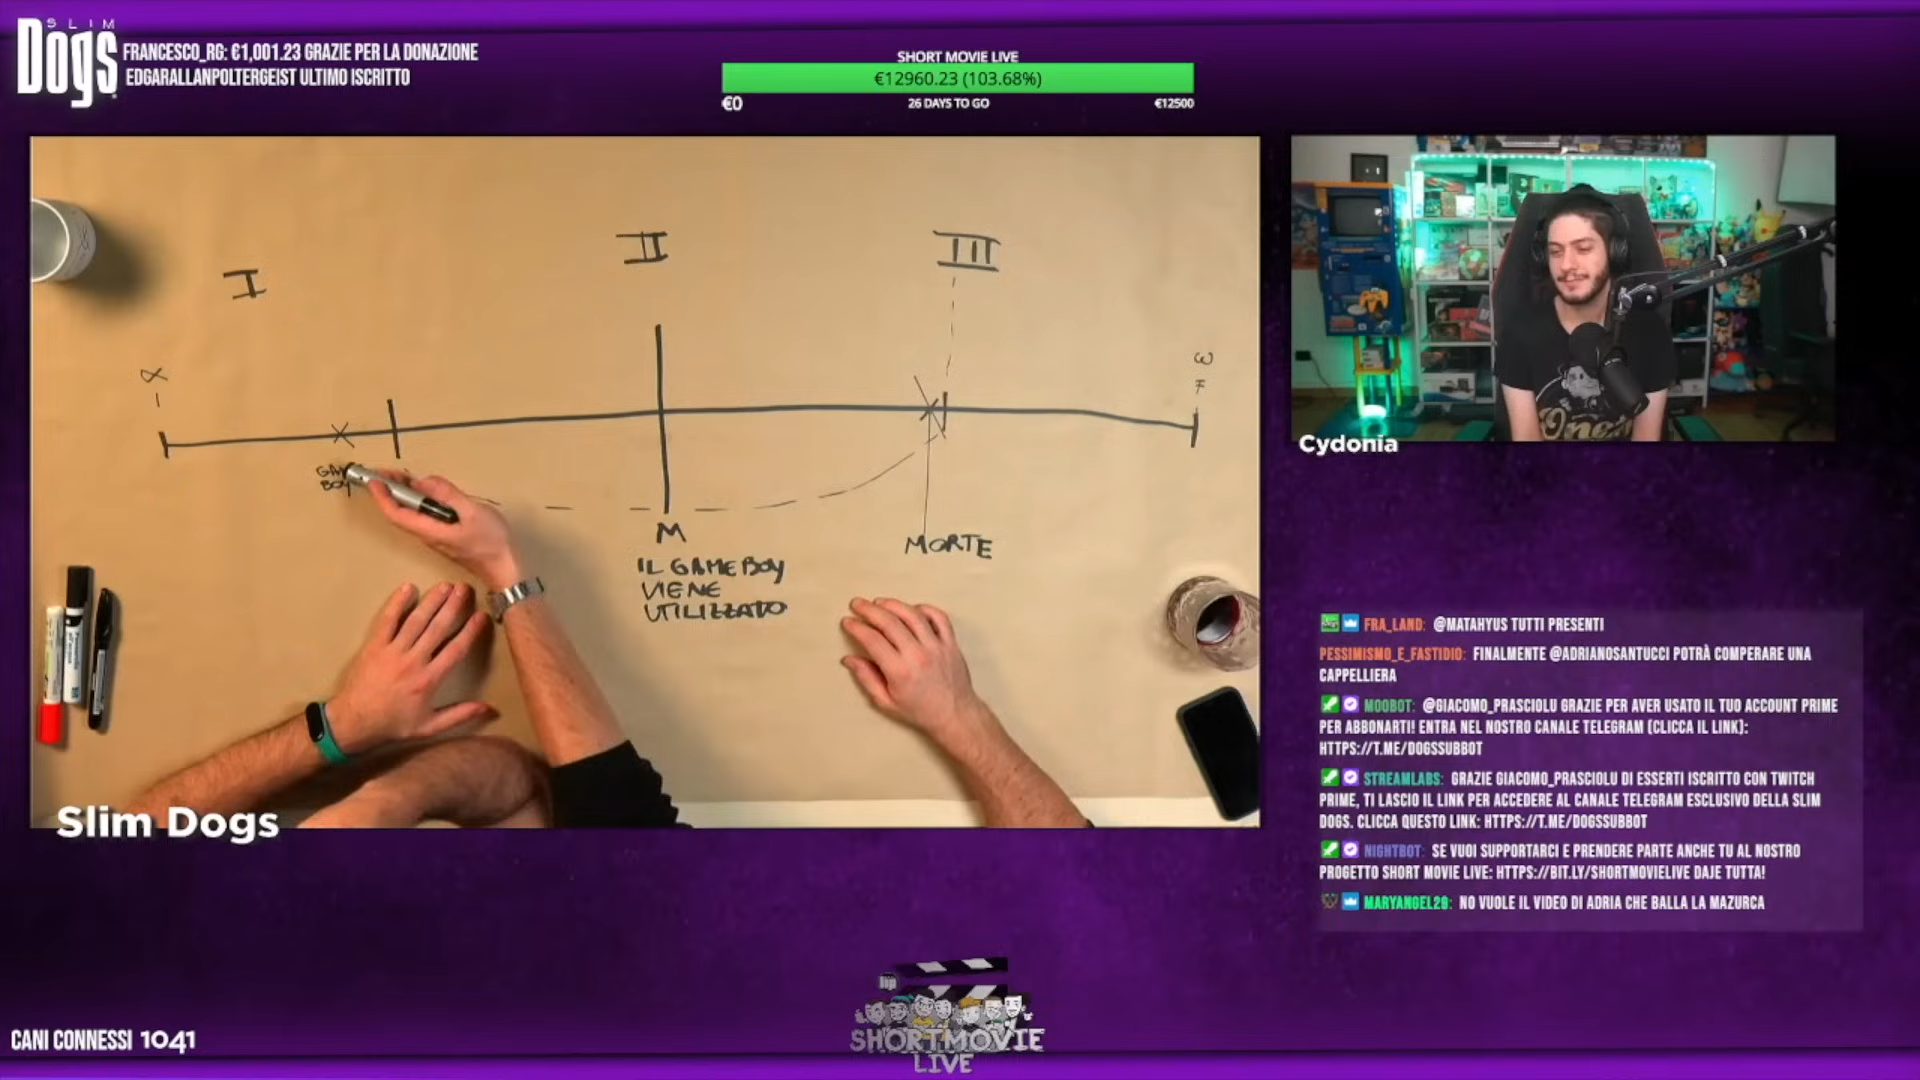 SLIM
Dogs
FRANCESCO_RG: €1,001.23 GRAZIE PER LA DONAZIONE
EDGARALLANPOLTERGEIST ULTIMO ISCRITTO
SHORT MOVIE LIVE
€12960.23 (103.68%)
€0
26 DAYS TO GO
€12500
I
II
III
α
ω
F
GA
BOY
M
IL GAMEBOY
VIENE
UTILIZZATO
MORTE
Slim Dogs
Cydonia
FRA_LAND: @MATAHYUS TUTTI PRESENTI
PESSIMISMO_E_FASTIDIO: FINALMENTE @ADRIANOSANTUCCI POTRÀ COMPERARE UNA
CAPPELLIERA
MOOBOT: @GIACOMO_PRASCIOLU GRAZIE PER AVER USATO IL TUO ACCOUNT PRIME
PER ABBONARTI! ENTRA NEL NOSTRO CANALE TELEGRAM (CLICCA IL LINK):
HTTPS://T.ME/DOGSSUBBOT
STREAMLABS: GRAZIE GIACOMO_PRASCIOLU DI ESSERTI ISCRITTO CON TWITCH
PRIME, TI LASCIO IL LINK PER ACCEDERE AL CANALE TELEGRAM ESCLUSIVO DELLA SLIM
DOGS. CLICCA QUESTO LINK: HTTPS://T.ME/DOGSSUBBOT
NIGHTBOT: SE VUOI SUPPORTARCI E PRENDERE PARTE ANCHE TU AL NOSTRO
PROGETTO SHORT MOVIE LIVE: HTTPS://BIT.LY/SHORTMOVIELIVE DAJE TUTTA!
MARYANGEL29: NO VUOLE IL VIDEO DI ADRIA CHE BALLA LA MAZURCA
SHORTMOVIE
LIVE
CANI CONNESSI 1041